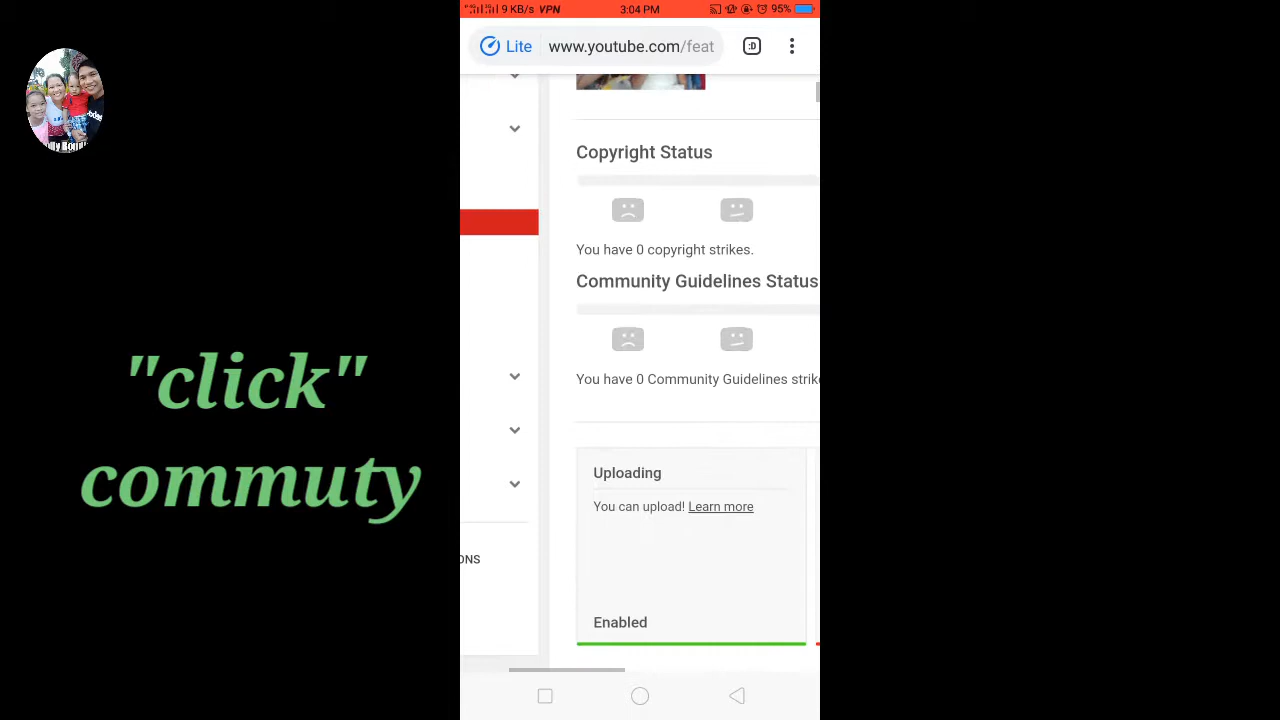 9 KB/s VPN 3:04 PM 95%
Lite www.youtube.com/feat :D
Copyright Status
You have 0 copyright strikes.
Community Guidelines Status
You have 0 Community Guidelines strik
"click"
commuty
Uploading
You can upload! Learn more
ONS
Enabled